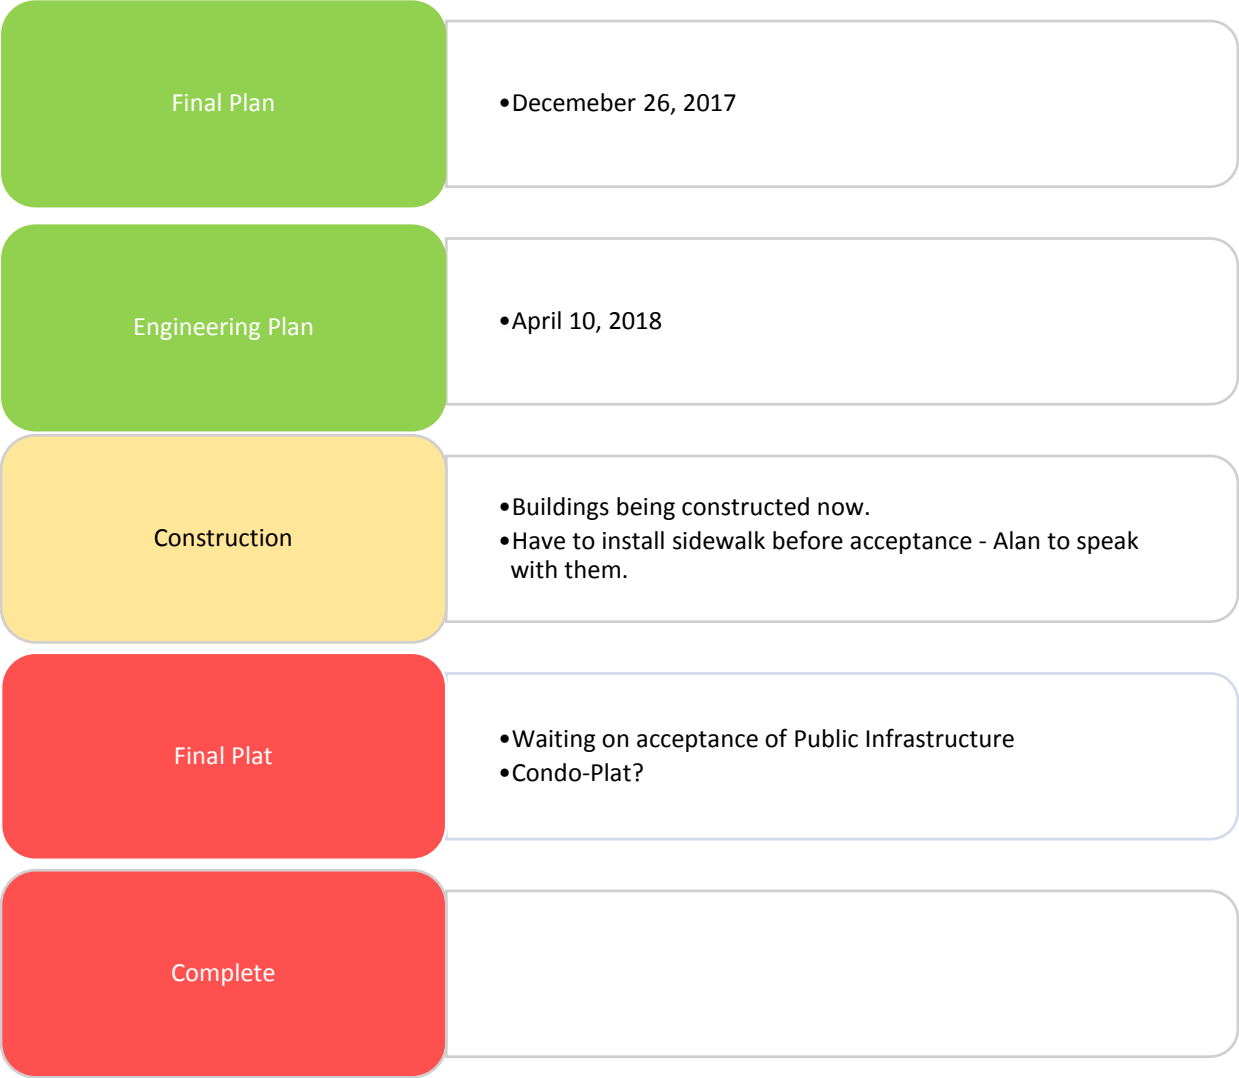 Final Plan
•Decemeber 26, 2017
Engineering Plan
•April 10, 2018
Construction
•Buildings being constructed now.
•Have to install sidewalk before acceptance - Alan to speak
with them.
Final Plat
•Waiting on acceptance of Public Infrastructure
•Condo-Plat?
Complete